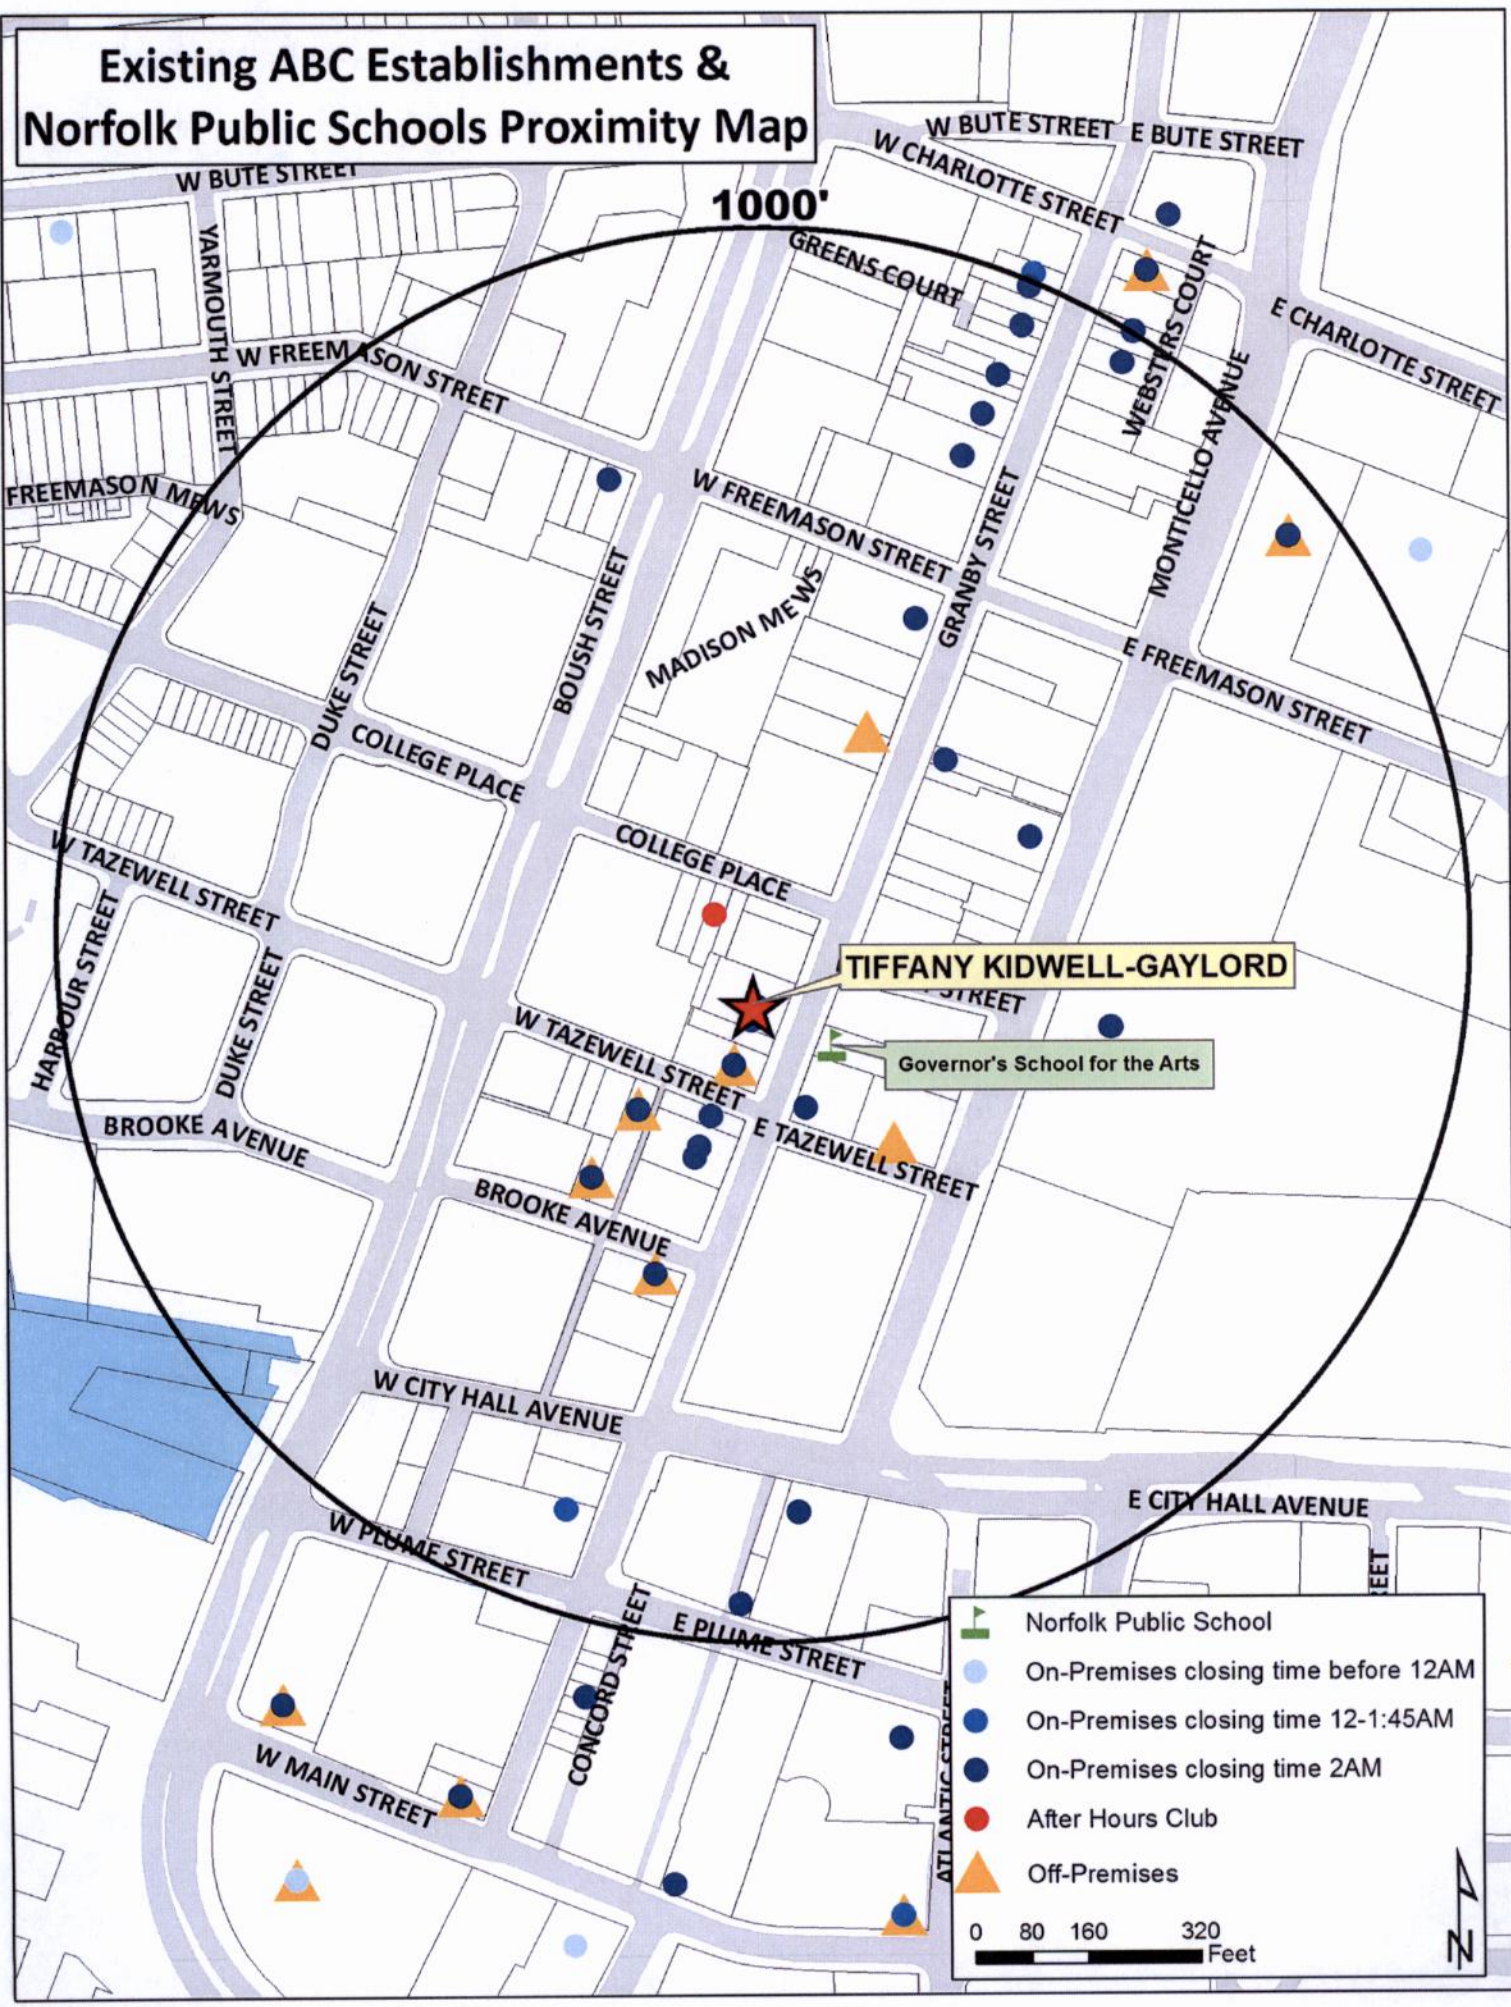 Existing ABC Establishments &
Norfolk Public Schools Proximity Map
W BUTE STREET
E BUTE STREET
W CHARLOTTE STREET
W BUTE STREET
1000'
GREENS COURT
YARMOUTH STREET
WEBSTERS COURT
E CHARLOTTE STREET
W FREEMASON STREET
MONTICELLO AVENUE
FREEMASON MEWS
W FREEMASON STREET
GRANBY STREET
BOUSH STREET
MADISON MEWS
DUKE STREET
E FREEMASON STREET
COLLEGE PLACE
COLLEGE PLACE
W TAZEWELL STREET
HARBOUR STREET
DUKE STREET
TIFFANY KIDWELL-GAYLORD
STREET
W TAZEWELL STREET
Governor's School for the Arts
BROOKE AVENUE
E TAZEWELL STREET
BROOKE AVENUE
W CITY HALL AVENUE
E CITY HALL AVENUE
W PLUME STREET
REET
CONCORD STREET
E PLUME STREET
W MAIN STREET
ATLANTIC STREET
Norfolk Public School
On-Premises closing time before 12AM
On-Premises closing time 12-1:45AM
On-Premises closing time 2AM
After Hours Club
Off-Premises
0 80 160 320
Feet
N